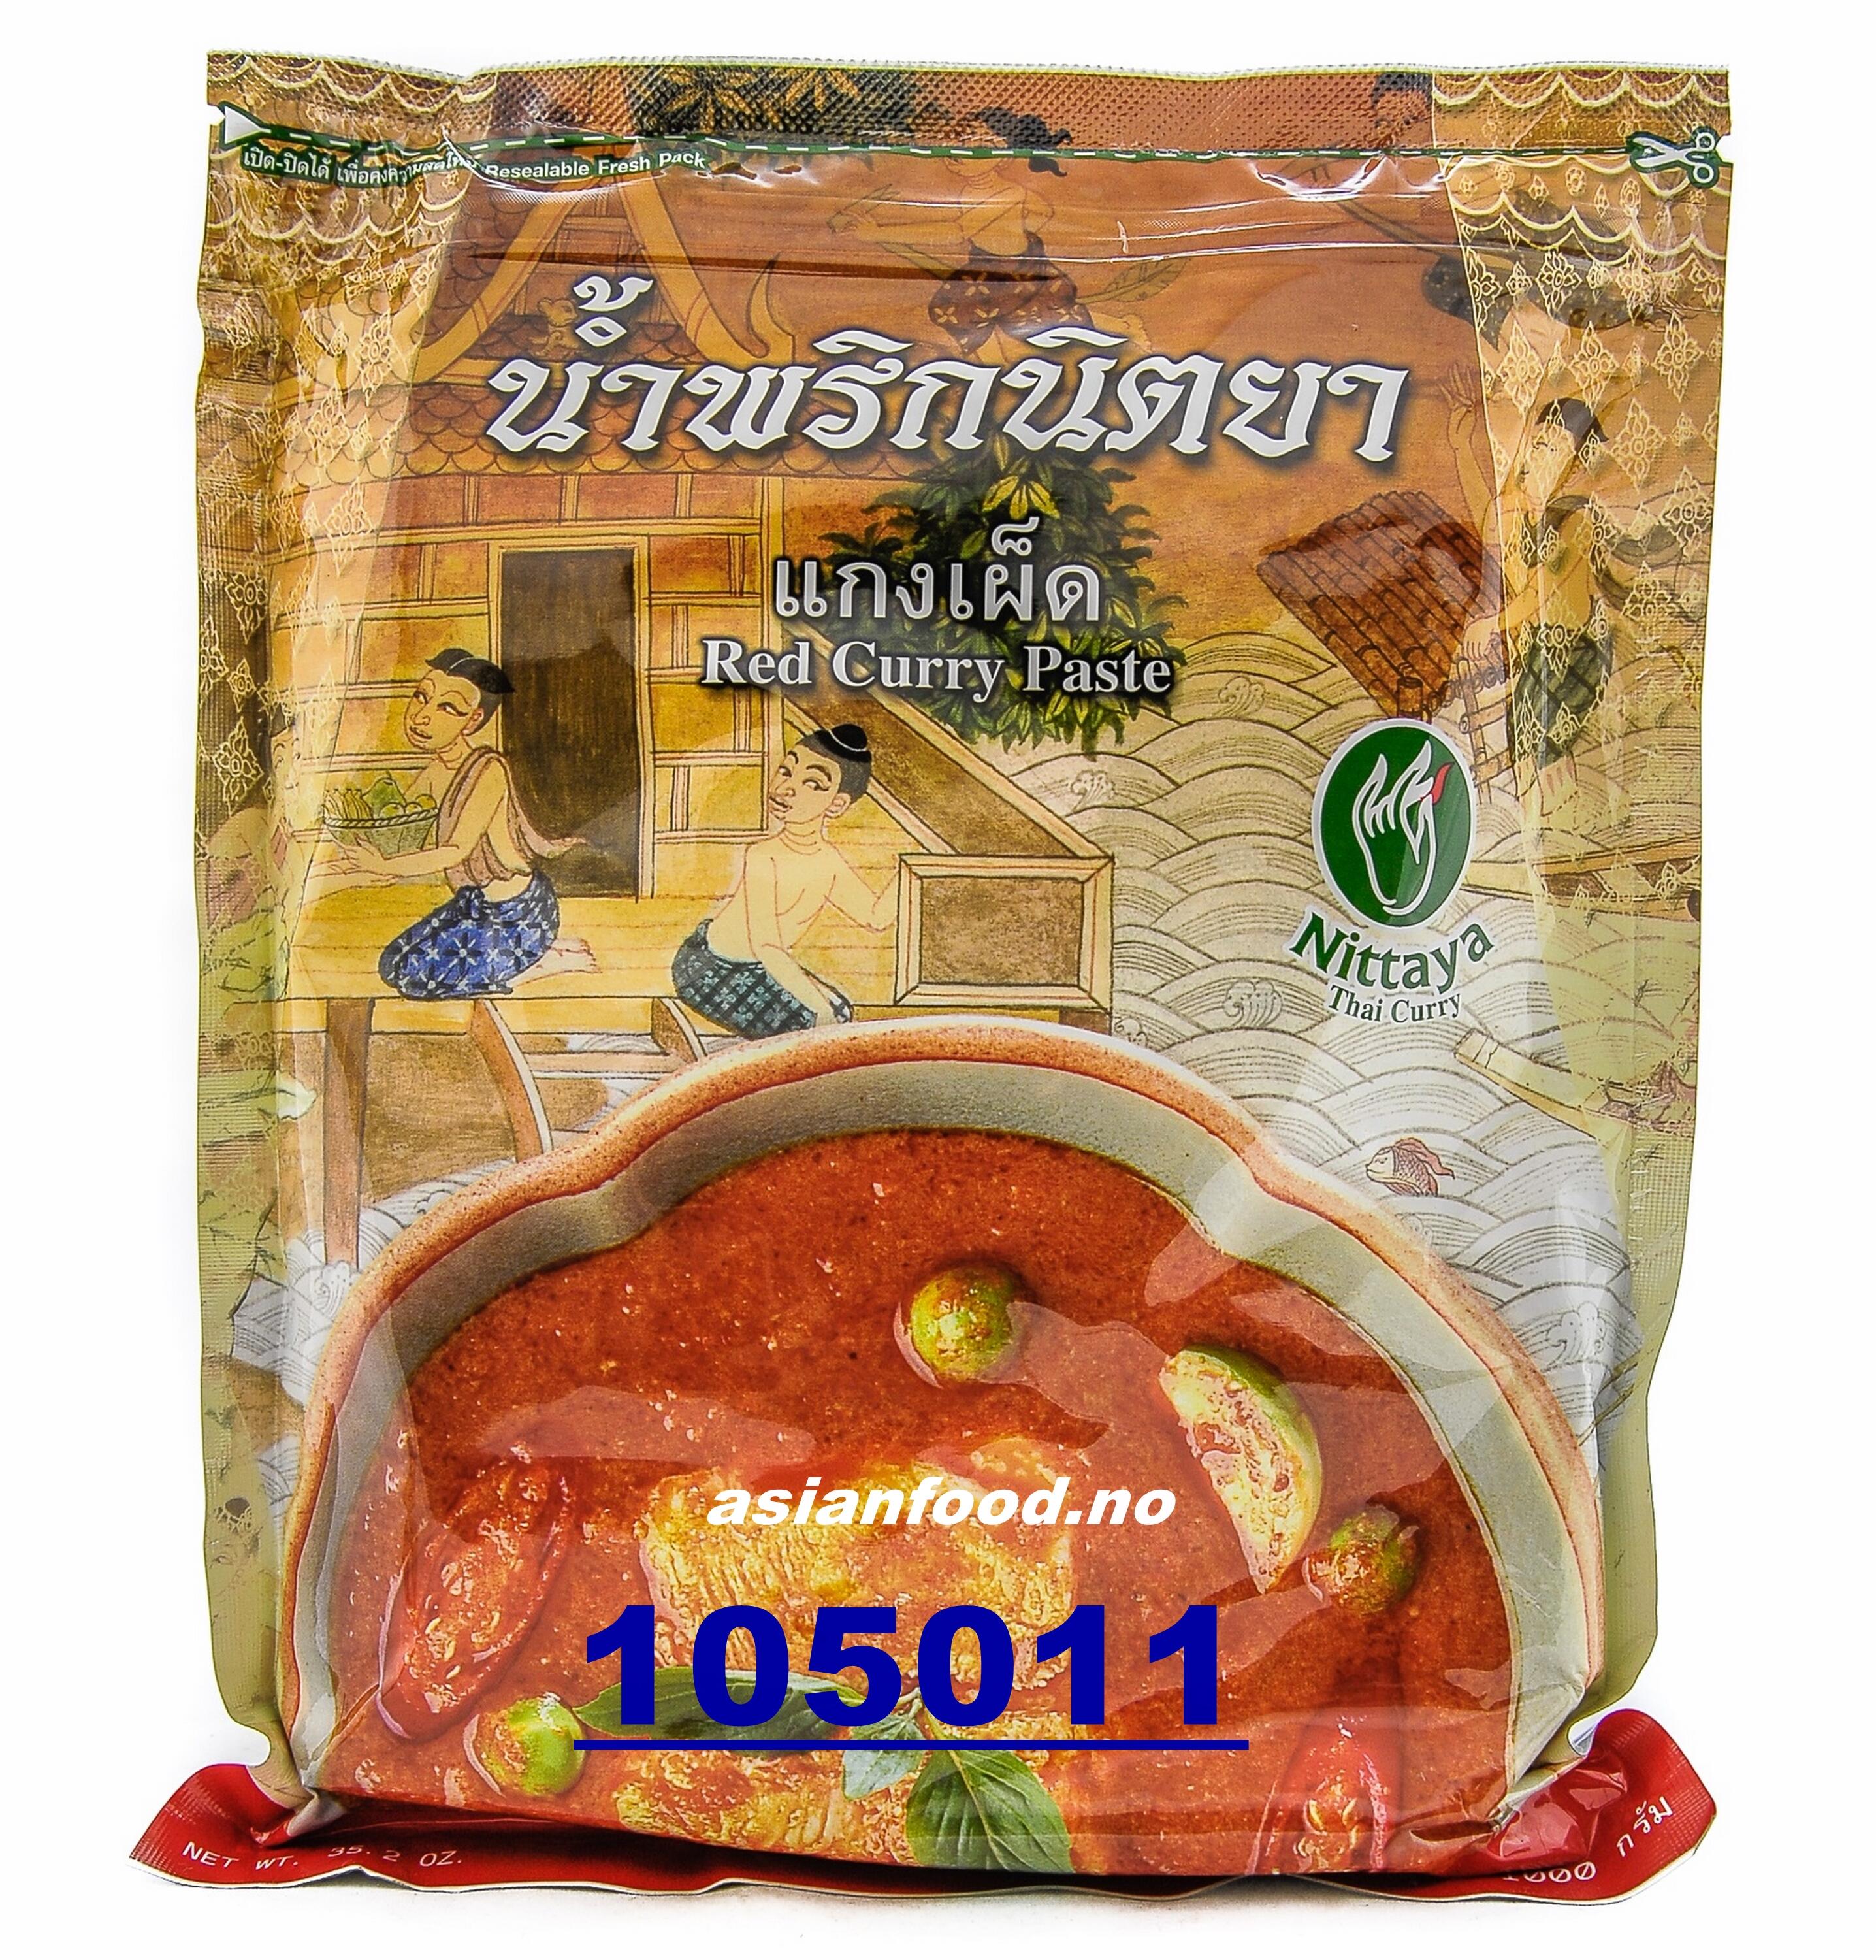 เปิด-ปิดได้ เพื่อคงความสดใหม่ Resealable Fresh Pack
น้ำพริกนิตยา
แกงเผ็ด
Red Curry Paste
Nittaya
Thai Curry
asianfood.no
105011
NET WT. 35.2 OZ.
1000 กรัม